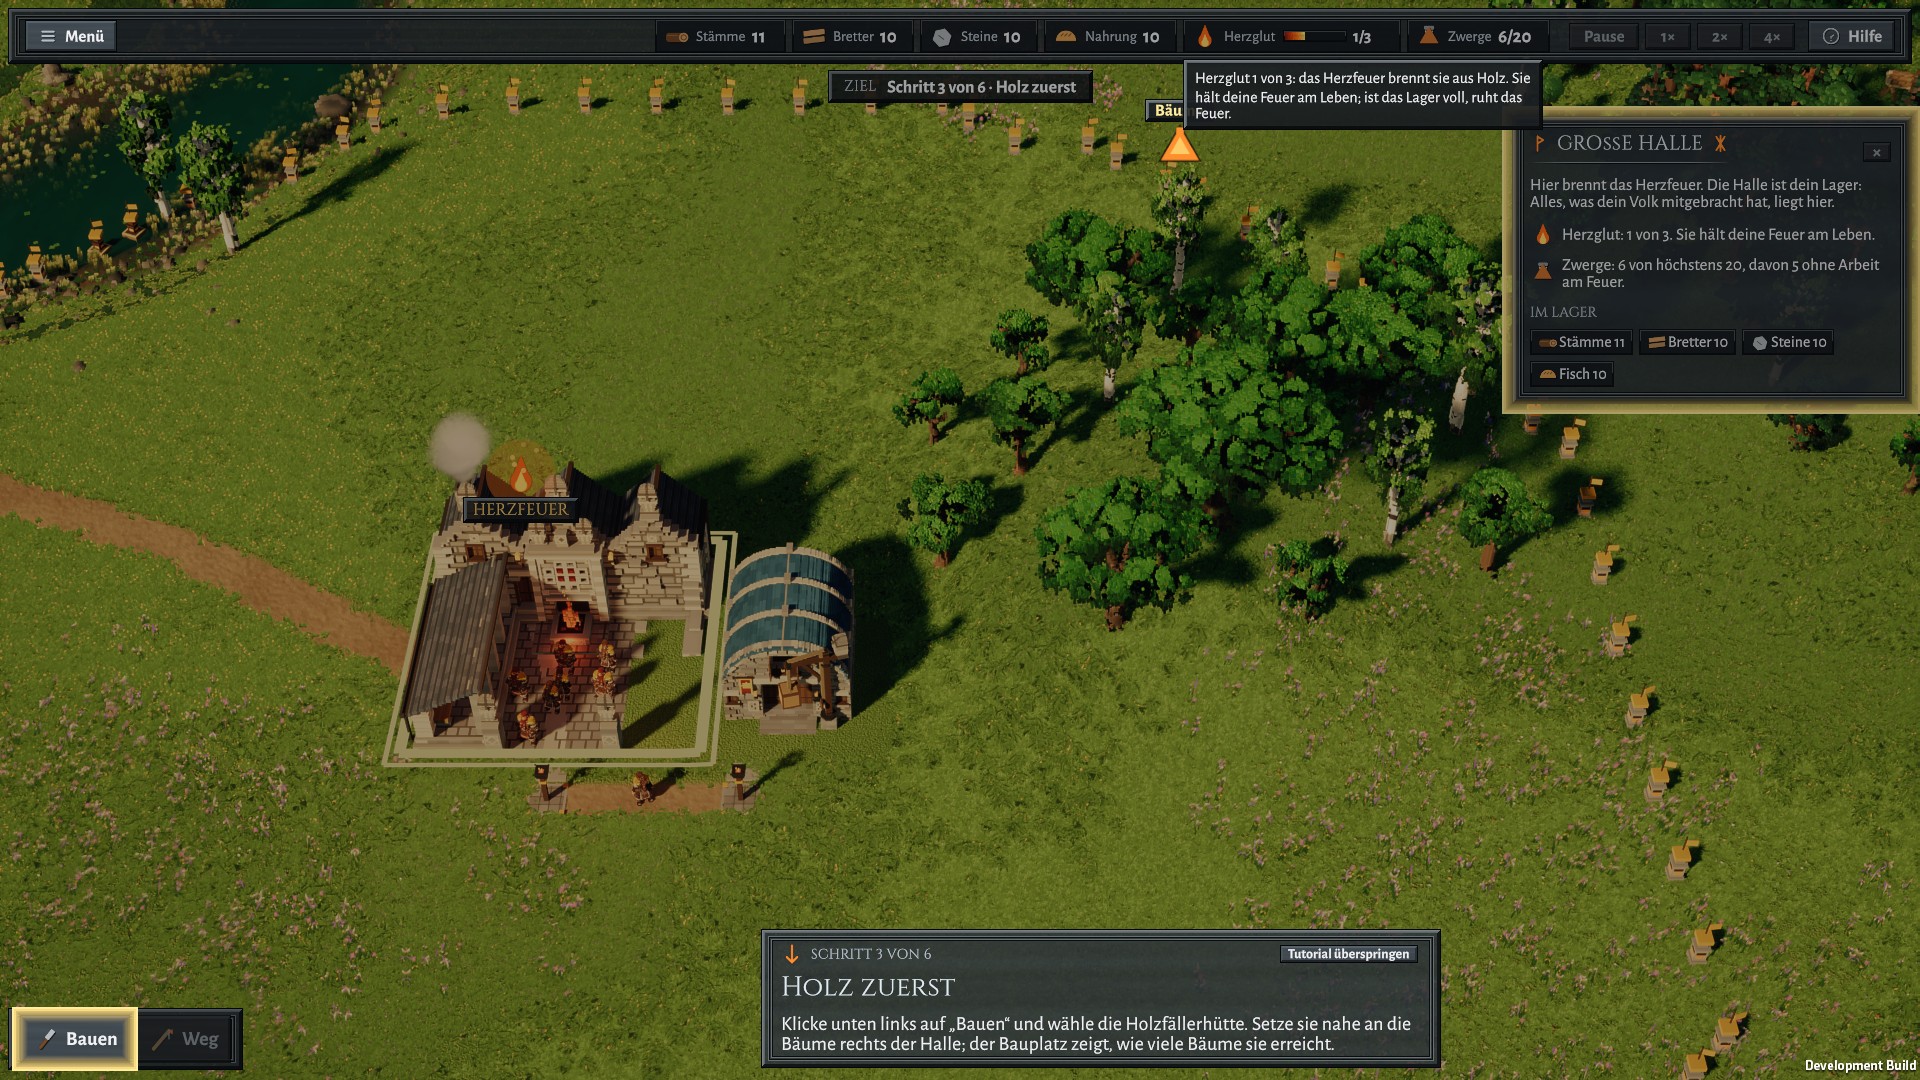 Menü
Stämme 11
Bretter 10
Steine 10
Nahrung 10
Herzglut 1/3
Zwerge 6/20
Pause
1×
2×
4×
Hilfe
ZIEL Schritt 3 von 6 · Holz zuerst
Herzglut 1 von 3: das Herzfeuer brennt sie aus Holz. Sie
hält deine Feuer am Leben; ist das Lager voll, ruht das
Feuer.
GROSSE HALLE
×
Hier brennt das Herzfeuer. Die Halle ist dein Lager:
Alles, was dein Volk mitgebracht hat, liegt hier.
Herzglut: 1 von 3. Sie hält deine Feuer am Leben.
Zwerge: 6 von höchstens 20, davon 5 ohne Arbeit
am Feuer.
IM LAGER
Stämme 11
Bretter 10
Steine 10
Fisch 10
HERZFEUER
SCHRITT 3 VON 6
Tutorial überspringen
HOLZ ZUERST
Klicke unten links auf „Bauen“ und wähle die Holzfällerhütte. Setze sie nahe an die
Bäume rechts der Halle; der Bauplatz zeigt, wie viele Bäume sie erreicht.
Bauen
Weg
Development Build